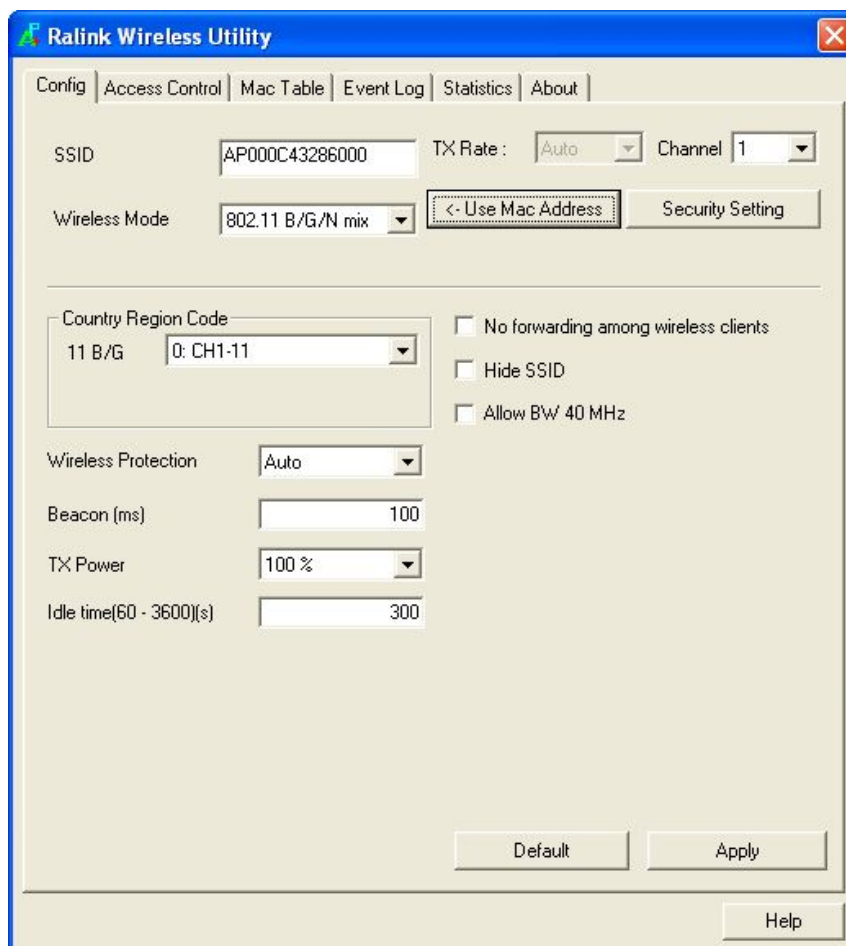 Ralink Wireless Utility
Config Access Control Mac Table Event Log Statistics About
SSID AP000C43286000 TX Rate : Auto Channel 1
Wireless Mode 802.11 B/G/N mix <- Use Mac Address Security Setting
Country Region Code
11 B/G 0: CH1-11
No forwarding among wireless clients
Hide SSID
Allow BW 40 MHz
Wireless Protection Auto
Beacon (ms) 100
TX Power 100 %
Idle time(60 - 3600)(s) 300
Default Apply
Help